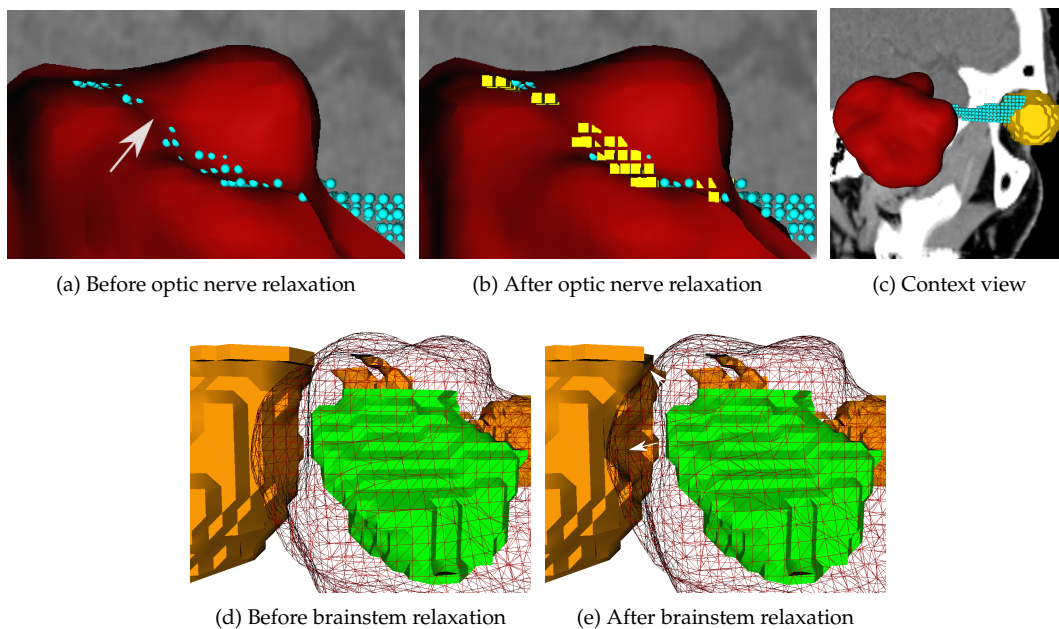 (a) Before optic nerve relaxation
(b) After optic nerve relaxation
(c) Context view
(d) Before brainstem relaxation
(e) After brainstem relaxation